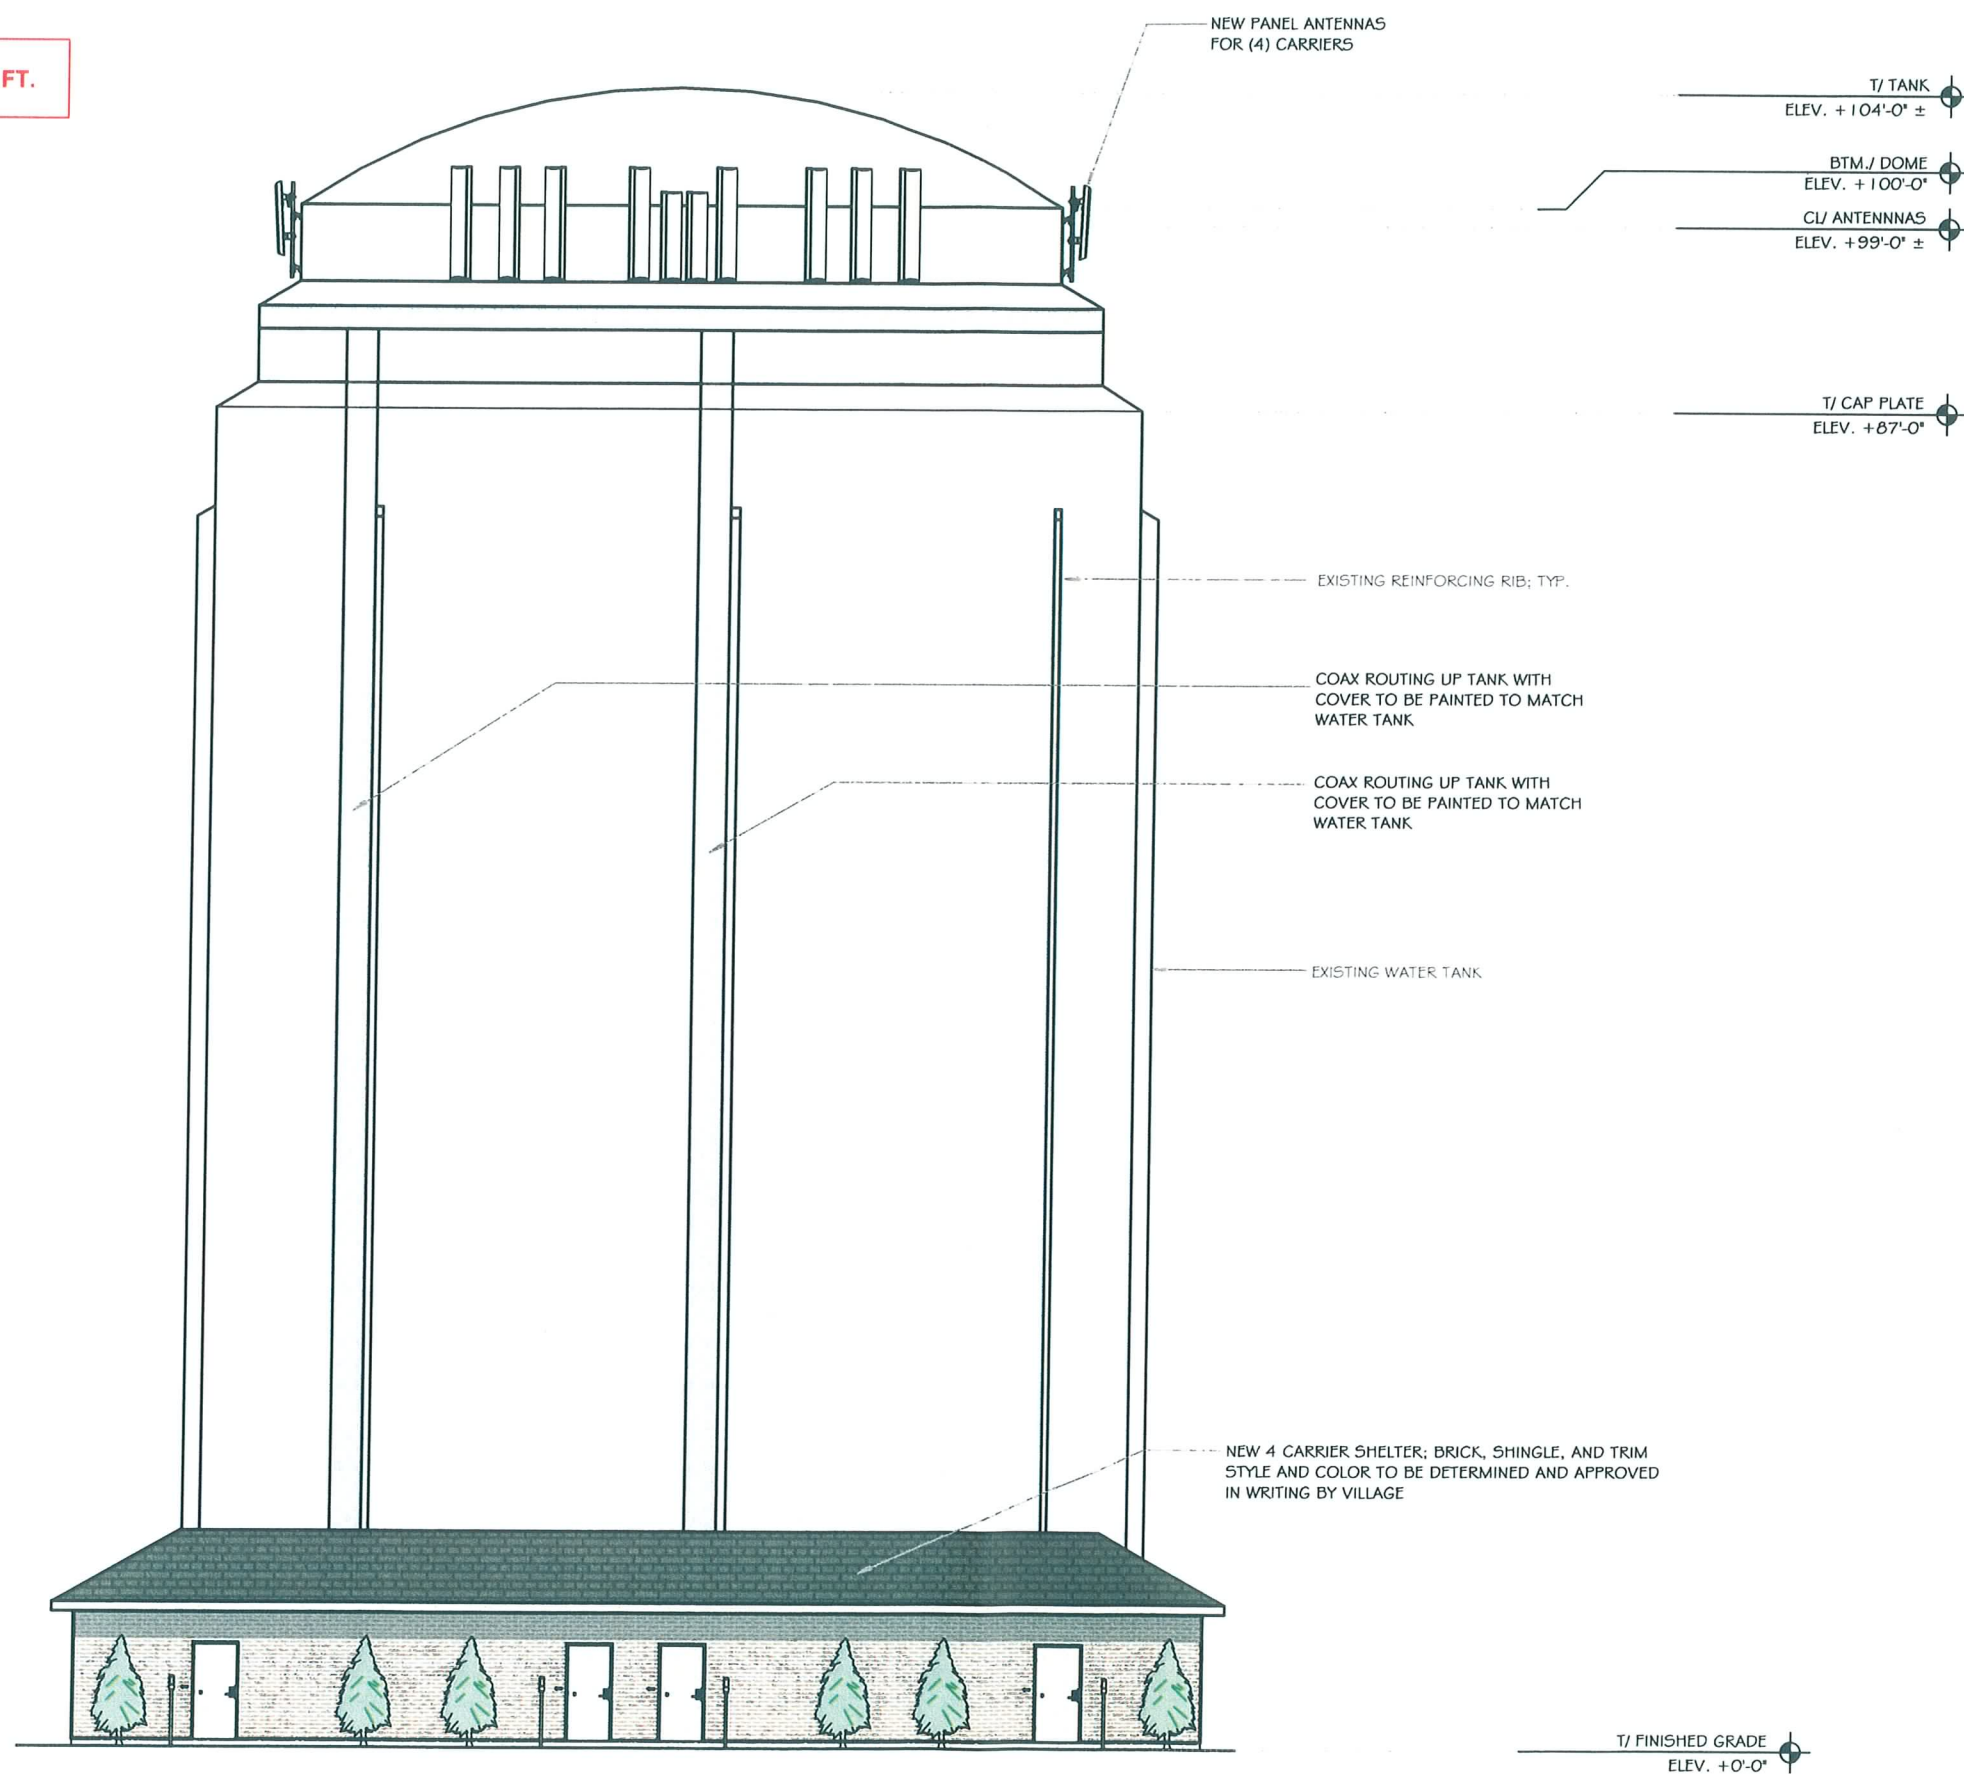 FT.
NEW PANEL ANTENNAS
FOR (4) CARRIERS
T/ TANK
ELEV. +104'-0" ±
BTM./ DOME
ELEV. +100'-0"
CL/ ANTENNNAS
ELEV. +99'-0" ±
T/ CAP PLATE
ELEV. +87'-0"
EXISTING REINFORCING RIB; TYP.
COAX ROUTING UP TANK WITH
COVER TO BE PAINTED TO MATCH
WATER TANK
COAX ROUTING UP TANK WITH
COVER TO BE PAINTED TO MATCH
WATER TANK
EXISTING WATER TANK
NEW 4 CARRIER SHELTER; BRICK, SHINGLE, AND TRIM
STYLE AND COLOR TO BE DETERMINED AND APPROVED
IN WRITING BY VILLAGE
T/ FINISHED GRADE
ELEV. +0'-0"